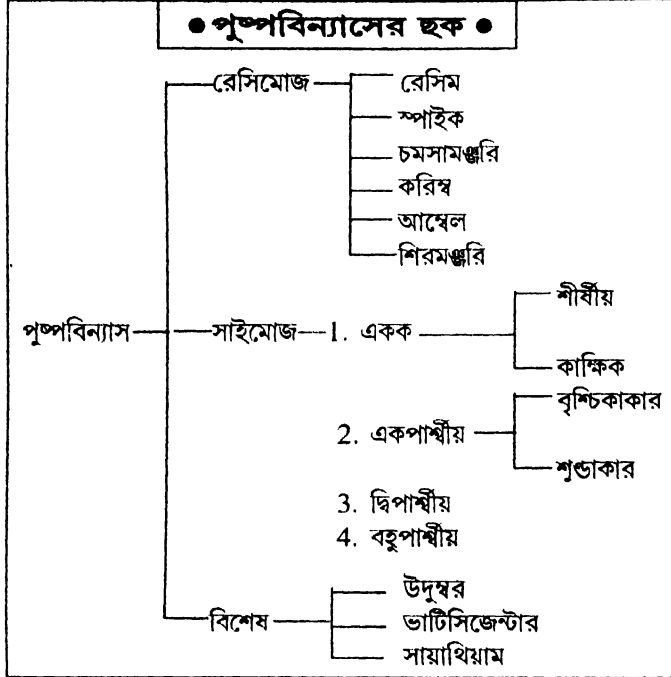 ● পুষ্পবিন্যাসের ছক ●
রেসিমোজ
রেসিম
স্পাইক
চমসামঞ্জরি
করিম্ব
আম্বেল
শিরমঞ্জরি
পুষ্পবিন্যাস
সাইমোজ
1. একক
শীর্ষীয়
কাক্ষিক
2. একপার্শ্বীয়
বৃশ্চিকাকার
শুণ্ডাকার
3. দ্বিপার্শ্বীয়
4. বহুপার্শ্বীয়
বিশেষ
উদুম্বর
ভার্টিসিজেন্টার
সায়াথিয়াম